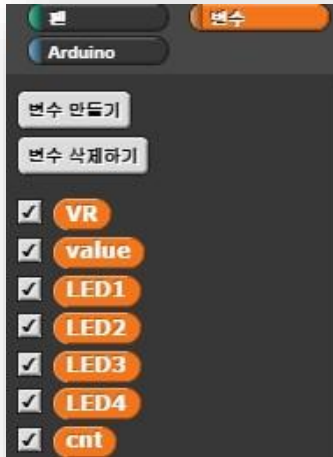 펜
변수
Arduino
변수 만들기
변수 삭제하기
VR
value
LED1
LED2
LED3
LED4
cnt